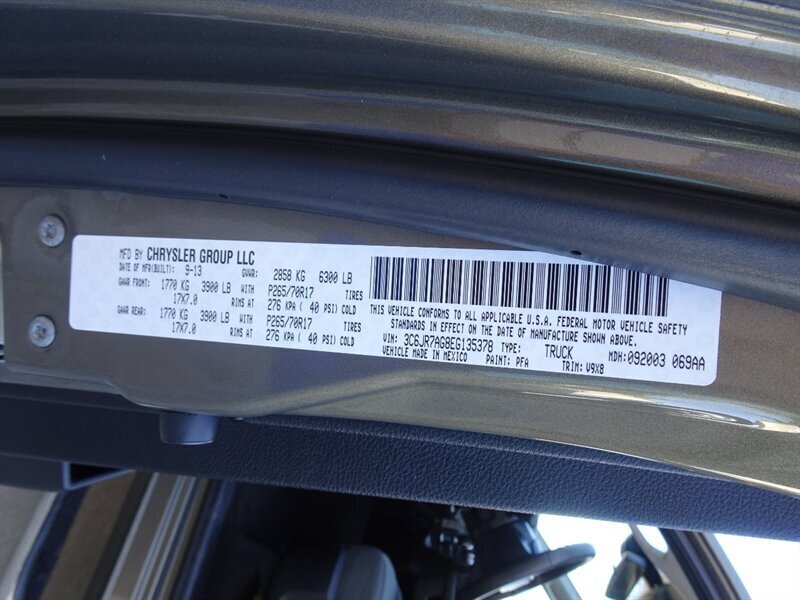 MFD BY CHRYSLER GROUP LLC
DATE OF MFR(BUILT): 9-13 GVWR: 2858 KG 6300 LB
GAWR FRONT: 1770 KG 3900 LB WITH P265/70R17 TIRES
17X7.0 RIMS AT 276 KPA ( 40 PSI) COLD
GAWR REAR: 1770 KG 3900 LB WITH P265/70R17 TIRES
17X7.0 RIMS AT 276 KPA ( 40 PSI) COLD
THIS VEHICLE CONFORMS TO ALL APPLICABLE U.S.A. FEDERAL MOTOR VEHICLE SAFETY
STANDARDS IN EFFECT ON THE DATE OF MANUFACTURE SHOWN ABOVE.
VIN: 3C6JR7AG8EG135378 TYPE: TRUCK MDH:092003 069AA
VEHICLE MADE IN MEXICO PAINT: PFA TRIM: V9X8